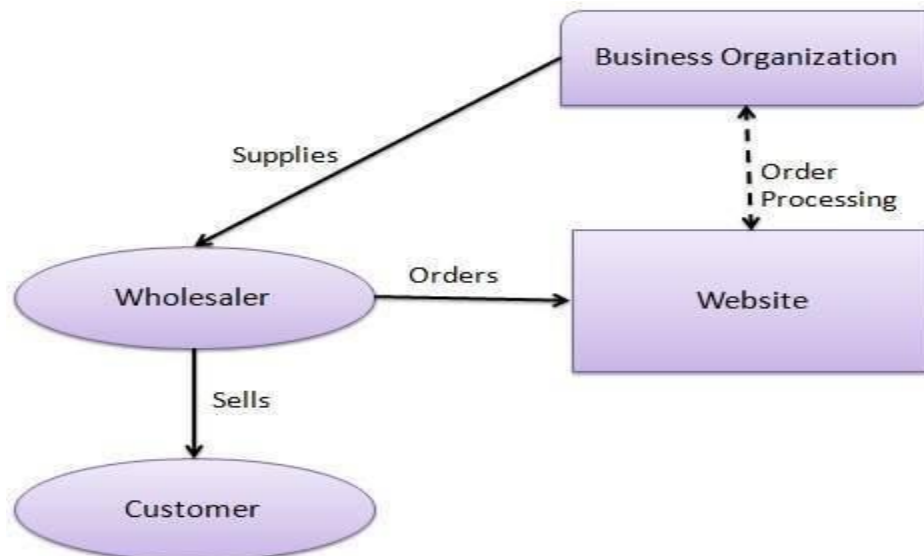 Business Organization
Supplies
Order
Processing
Wholesaler
Orders
Website
Sells
Customer